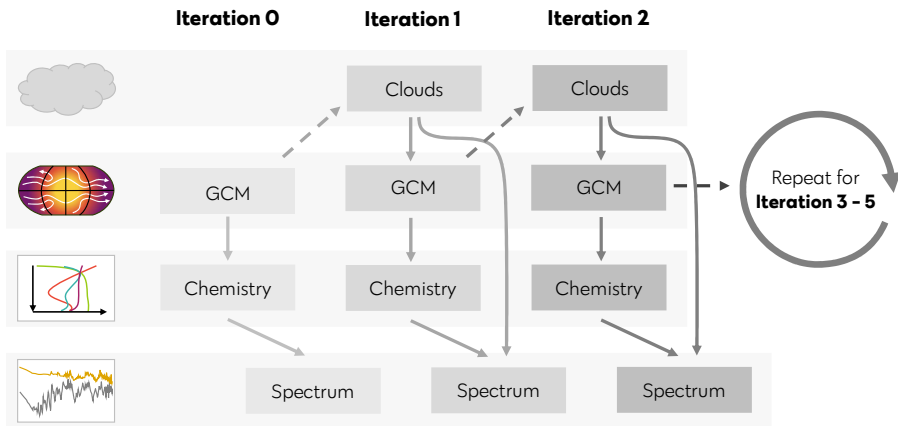 Iteration 0
Iteration 1
Iteration 2
Clouds
Clouds
GCM
GCM
GCM
Repeat for
Iteration 3 - 5
Chemistry
Chemistry
Chemistry
Spectrum
Spectrum
Spectrum